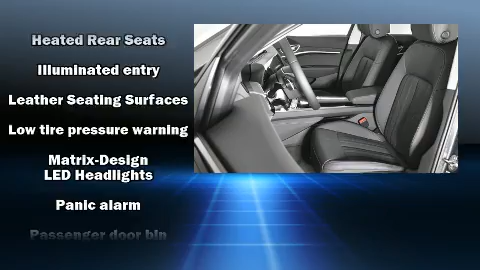 Heated Rear Seats
Illuminated entry
Leather Seating Surfaces
Low tire pressure warning
Matrix-Design
LED Headlights
Panic alarm
Passenger door bin